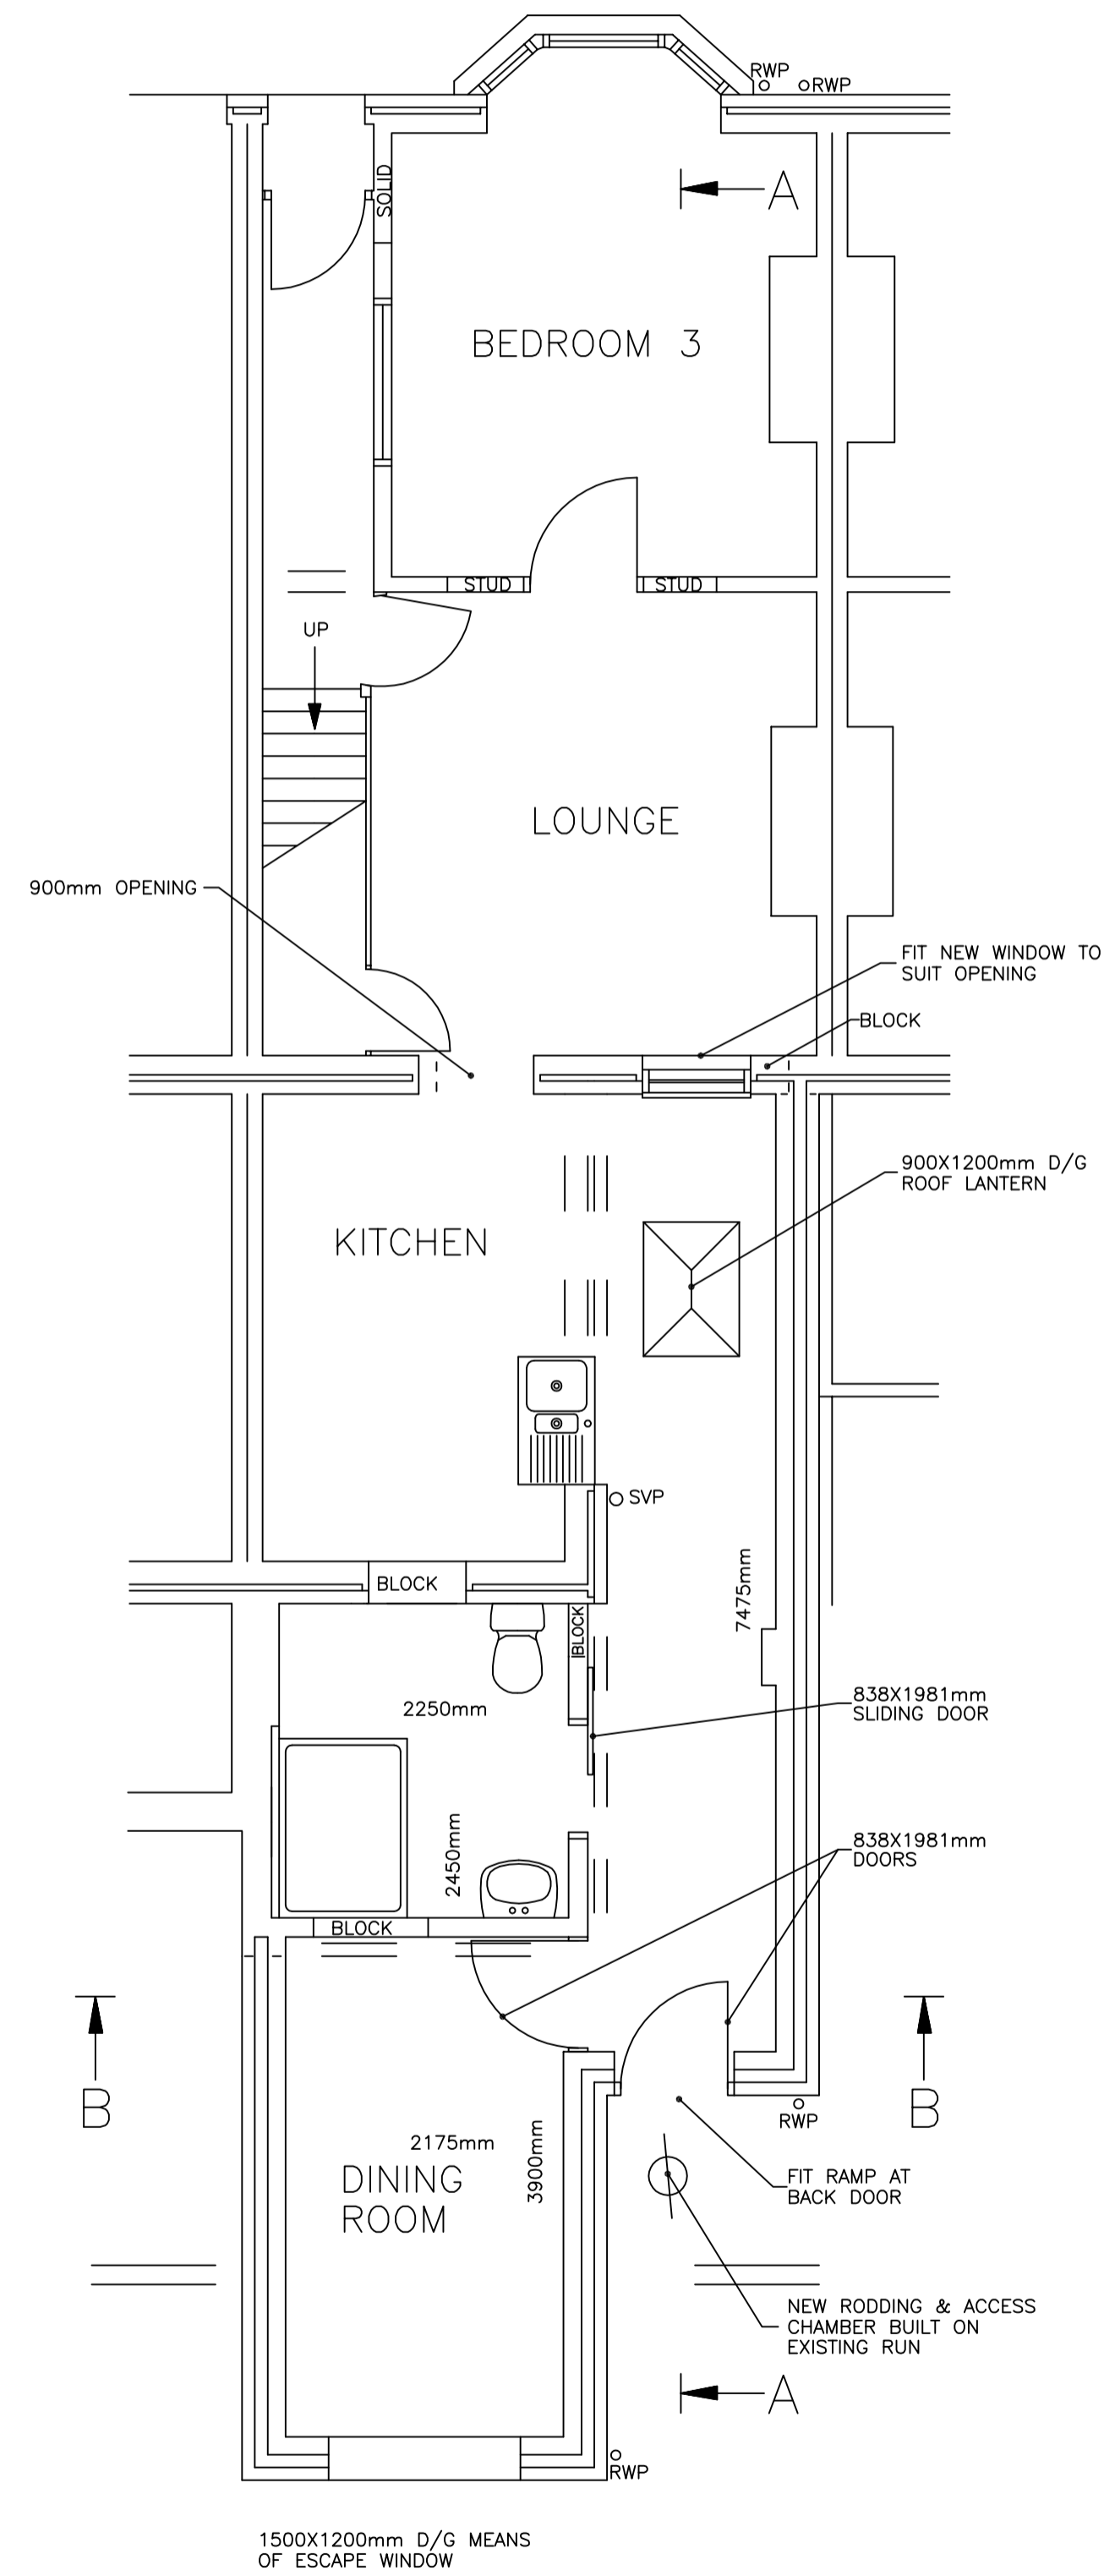 RWP
RWP
SOLID
A
BEDROOM 3
STUD
STUD
UP
LOUNGE
900mm OPENING
FIT NEW WINDOW TO
SUIT OPENING
BLOCK
900X1200mm D/G
ROOF LANTERN
KITCHEN
SVP
7475mm
BLOCK
BLOCK
2250mm
838X1981mm
SLIDING DOOR
2450mm
838X1981mm
DOORS
BLOCK
B
B
RWP
2175mm
3900mm
DINING
ROOM
FIT RAMP AT
BACK DOOR
NEW RODDING & ACCESS
CHAMBER BUILT ON
EXISTING RUN
A
RWP
1500X1200mm D/G MEANS
OF ESCAPE WINDOW